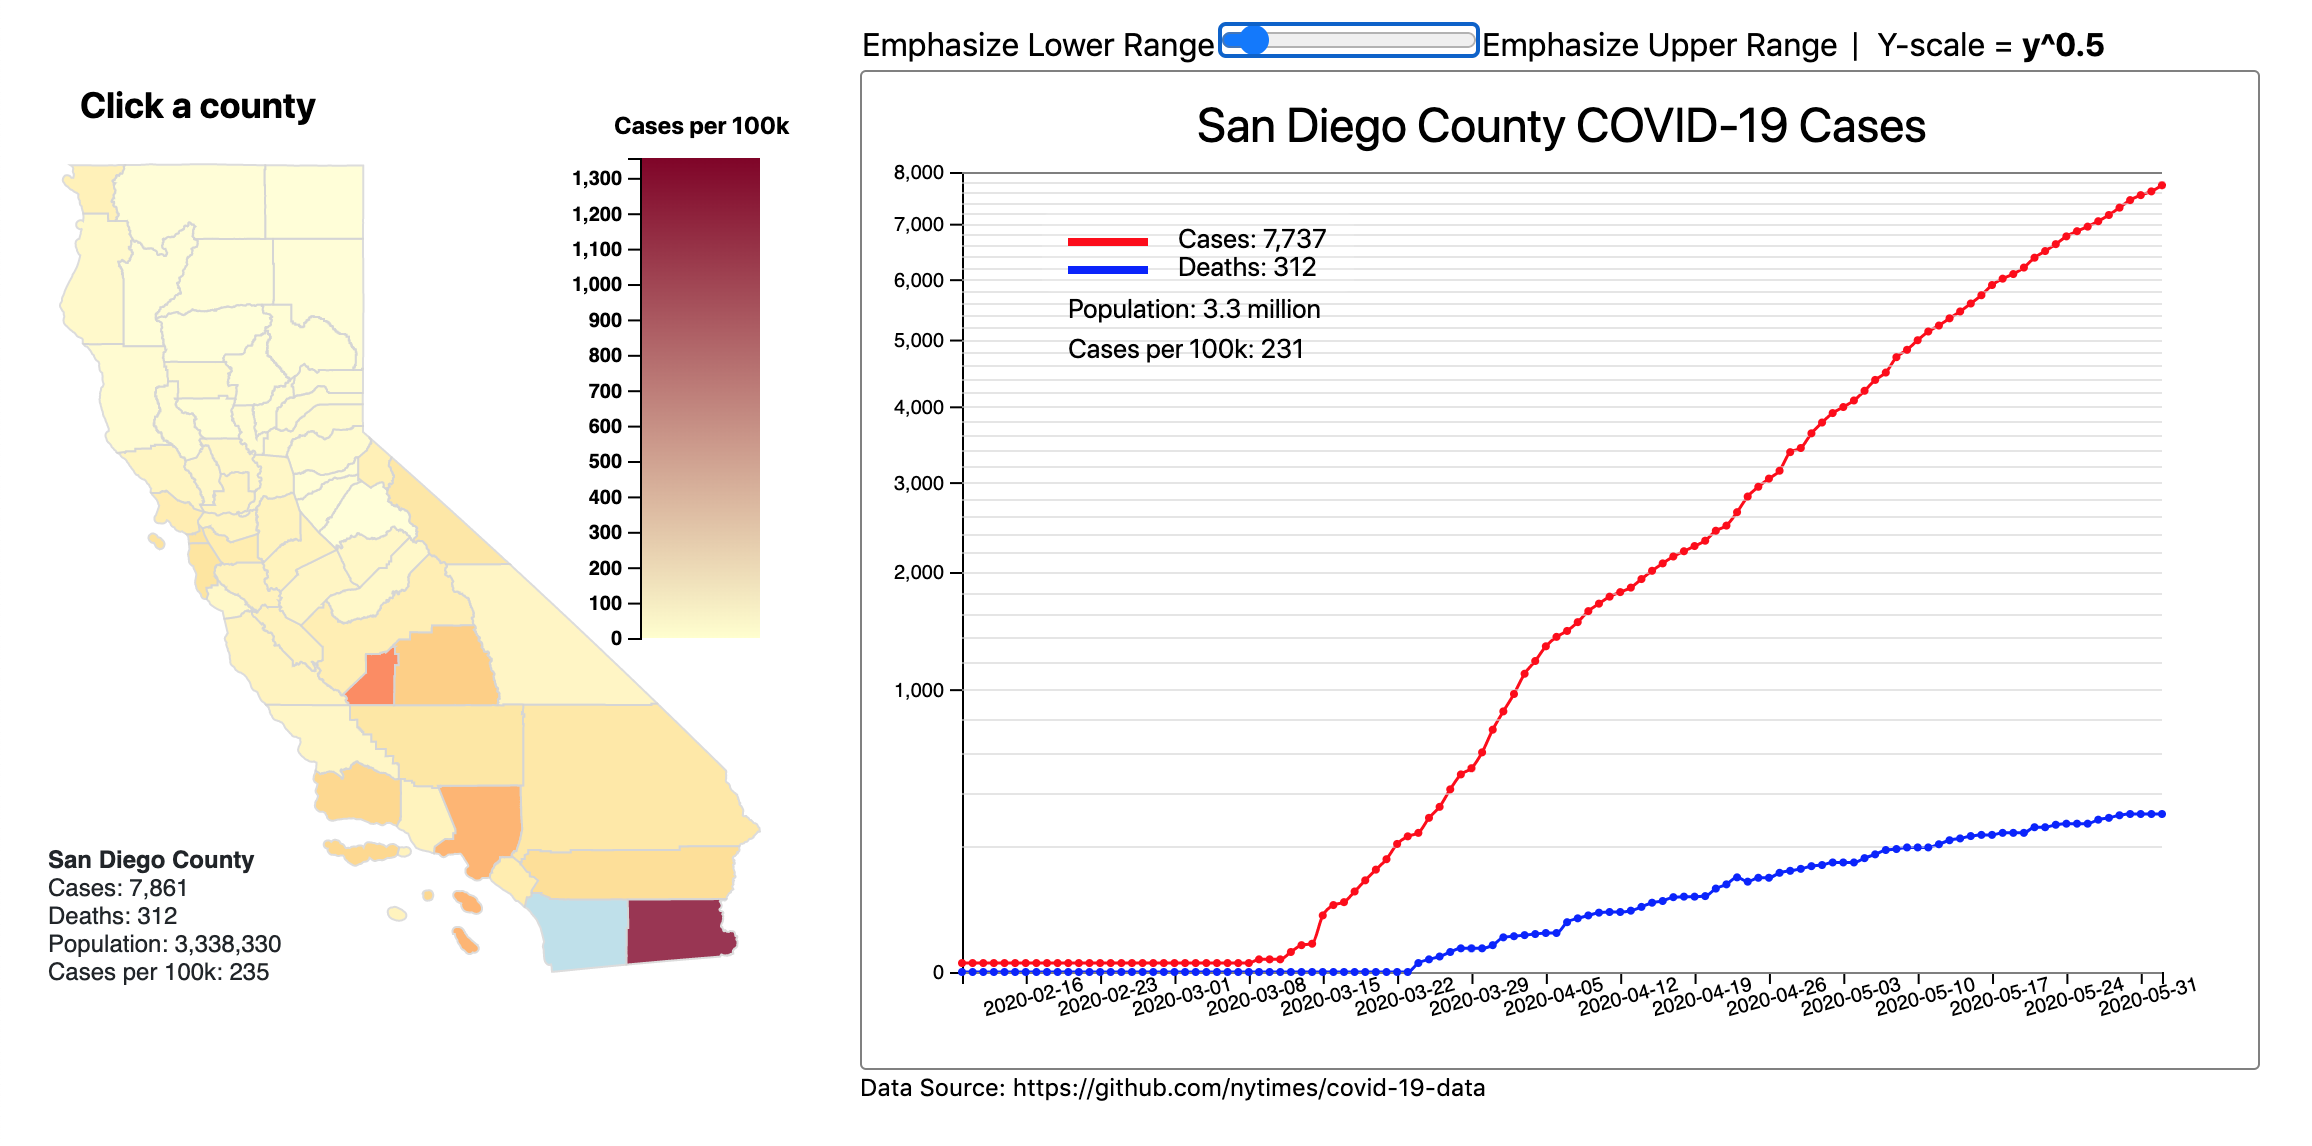 Emphasize Lower Range Emphasize Upper Range | Y-scale = y^0.5
Click a county
Cases per 100k
1,300
1,200
1,100
1,000
900
800
700
600
500
400
300
200
100
0
San Diego County
Cases: 7,861
Deaths: 312
Population: 3,338,330
Cases per 100k: 235
San Diego County COVID-19 Cases
8,000
7,000
6,000
5,000
4,000
3,000
2,000
1,000
0
Cases: 7,737
Deaths: 312
Population: 3.3 million
Cases per 100k: 231
2020-02-16
2020-02-23
2020-03-01
2020-03-08
2020-03-15
2020-03-22
2020-03-29
2020-04-05
2020-04-12
2020-04-19
2020-04-26
2020-05-03
2020-05-10
2020-05-17
2020-05-24
2020-05-31
Data Source: https://github.com/nytimes/covid-19-data